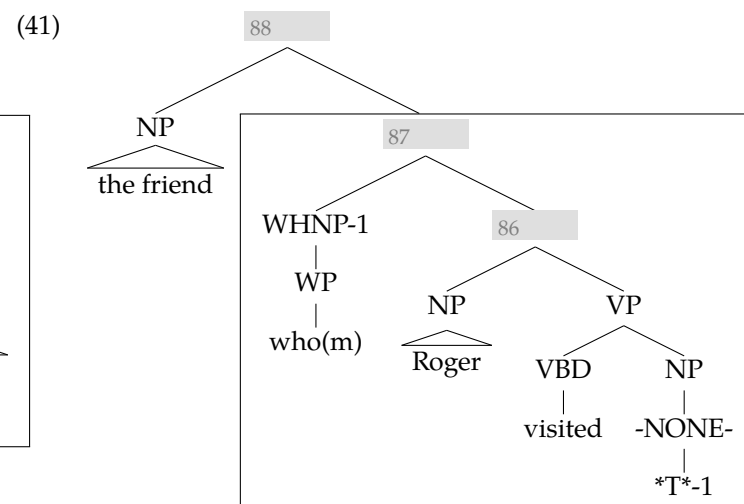 (41)
88
NP
87
the friend
WHNP-1
86
WP
NP
VP
who(m)
Roger
VBD
NP
visited
-NONE-
*T*-1